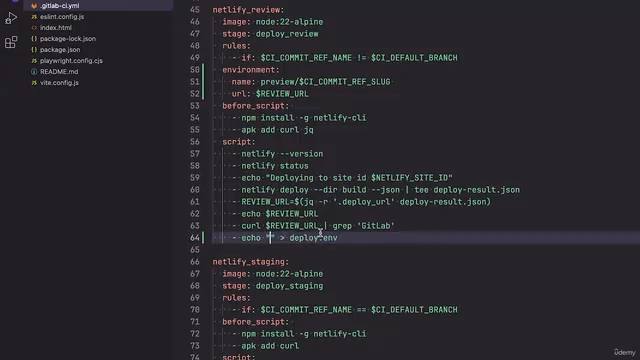 .gitlab-ci.yml
eslint.config.js
index.html
package-lock.json
package.json
playwright.config.cjs
README.md
vite.config.js
45 netlify_review:
46 image: node:22-alpine
47 stage: deploy_review
48 rules:
49 - if: $CI_COMMIT_REF_NAME != $CI_DEFAULT_BRANCH
50 environment:
51 name: preview/$CI_COMMIT_REF_SLUG
52 url: $REVIEW_URL
53 before_script:
54 - npm install -g netlify-cli
55 - apk add curl jq
56 script:
57 - netlify --version
58 - netlify status
59 - echo "Deploying to site id $NETLIFY_SITE_ID"
60 - netlify deploy --dir build --json | tee deploy-result.json
61 - REVIEW_URL=$(jq -r '.deploy_url' deploy-result.json)
62 - echo $REVIEW_URL
63 - curl $REVIEW_URL | grep 'GitLab'
64 - echo "" > deploy.env
65
66 netlify_staging:
67 image: node:22-alpine
68 stage: deploy_staging
69 rules:
70 - if: $CI_COMMIT_REF_NAME == $CI_DEFAULT_BRANCH
71 before_script:
72 - npm install -g netlify-cli
73 - apk add curl
74 script:
udemy